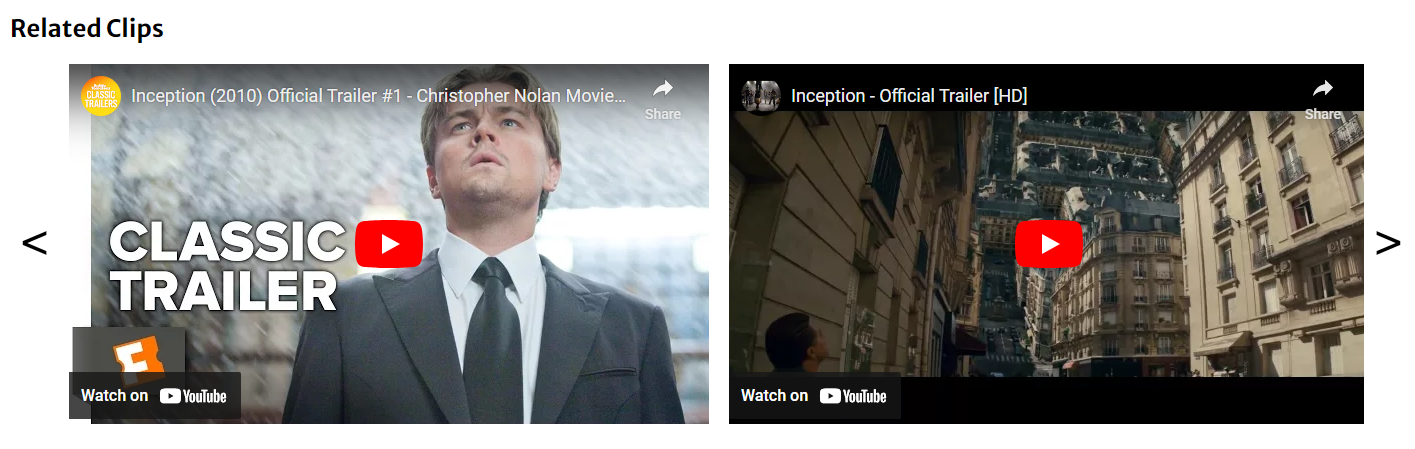 Related Clips
CLASSIC TRAILERS
Inception (2010) Official Trailer #1 - Christopher Nolan Movie...
Share
Inception - Official Trailer [HD]
Share
<
CLASSIC
TRAILER
>
F
Watch on YouTube
Watch on YouTube